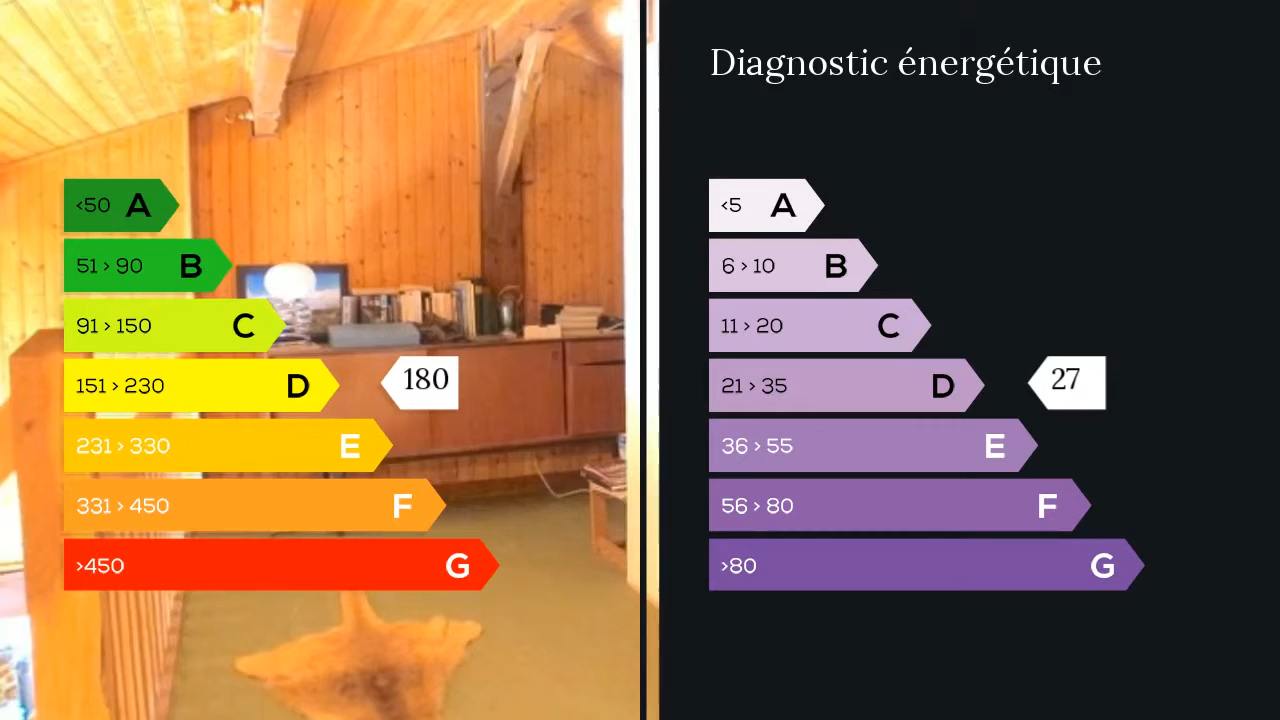 Diagnostic énergétique
<50 A
51 > 90 B
91 > 150 C
151 > 230 D
180
231 > 330 E
331 > 450 F
>450 G
<5 A
6 > 10 B
11 > 20 C
21 > 35 D
27
36 > 55 E
56 > 80 F
>80 G